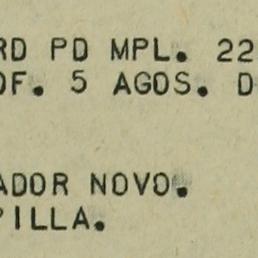 RD PD MPL. 22
OF. 5 AGOS. D
ADOR NOVO.
PILLA.